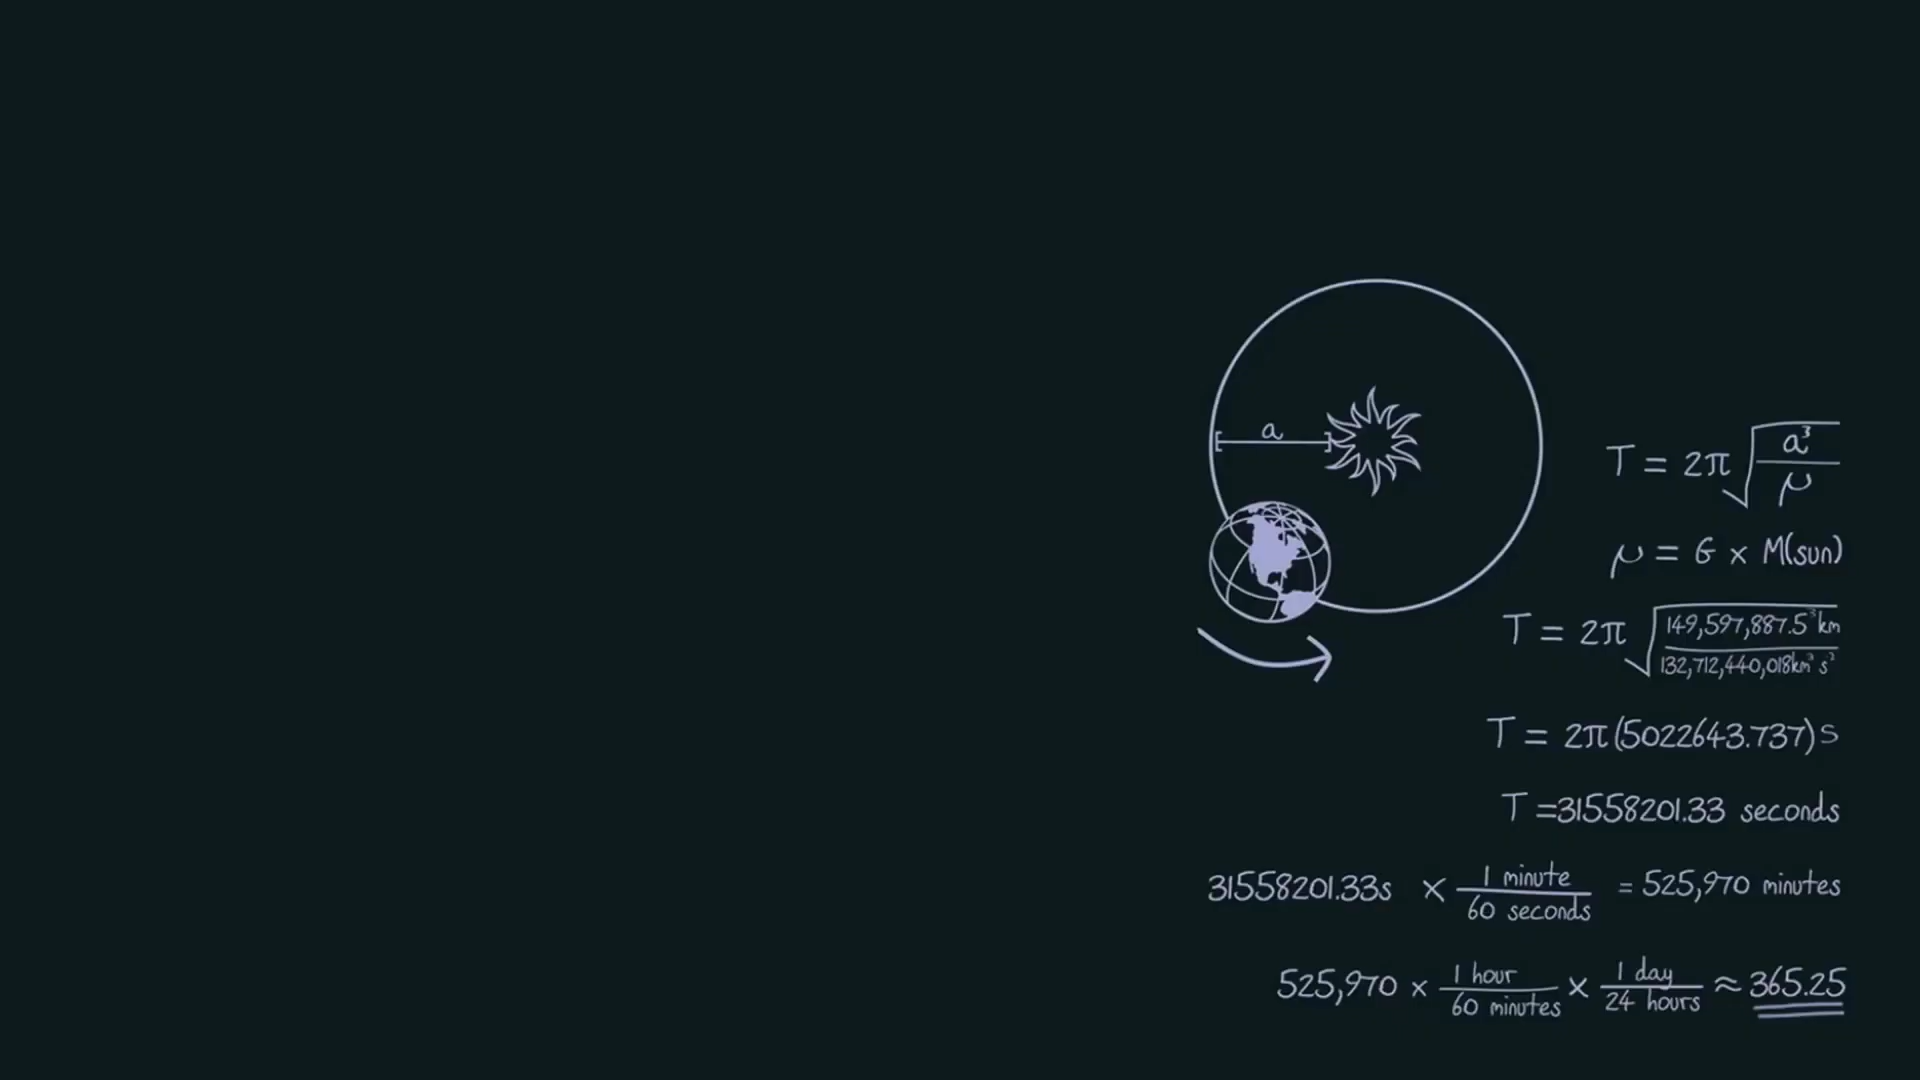 a
T = 2π√(a³/μ)
μ = G × M(sun)
T = 2π√(149,597,887.5³km/132,712,440,018km³ s²)
T = 2π(5022643.737)s
T =31558201.33 seconds
31558201.33s × 1 minute/60 seconds = 525,970 minutes
525,970 × 1 hour/60 minutes × 1 day/24 hours ≈ 365.25